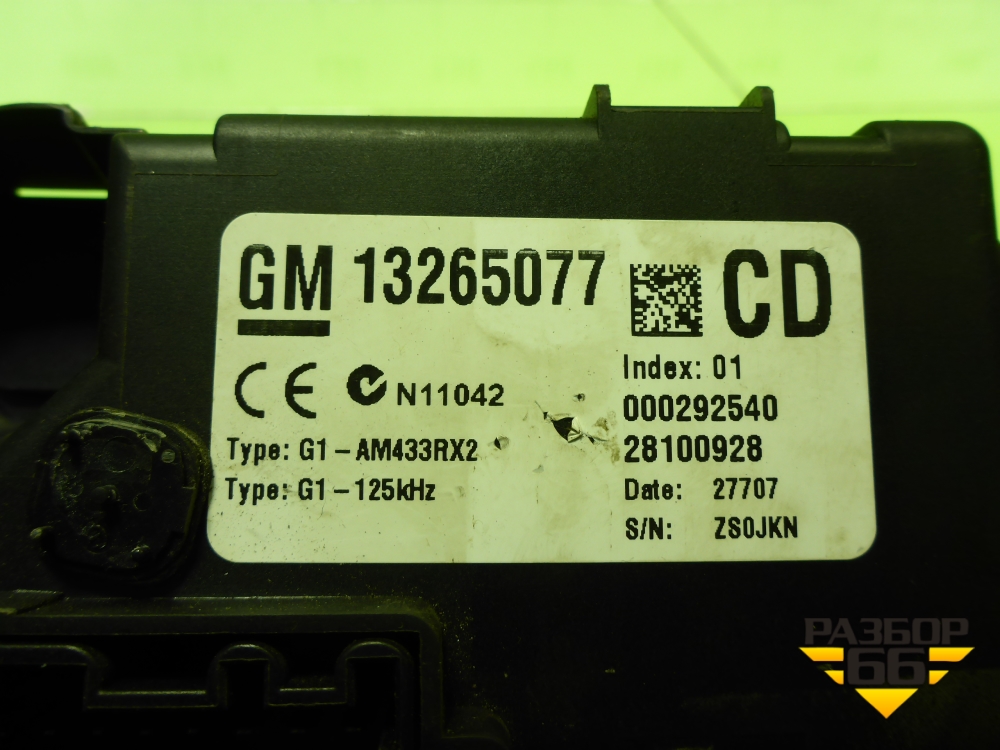 GM 13265077 CD
Index: 01
N11042
000292540
Type: G1-AM433RX2
28100928
Type: G1-125kHz
Date: 27707
S/N: ZS0JKN
РАЗБОР
66